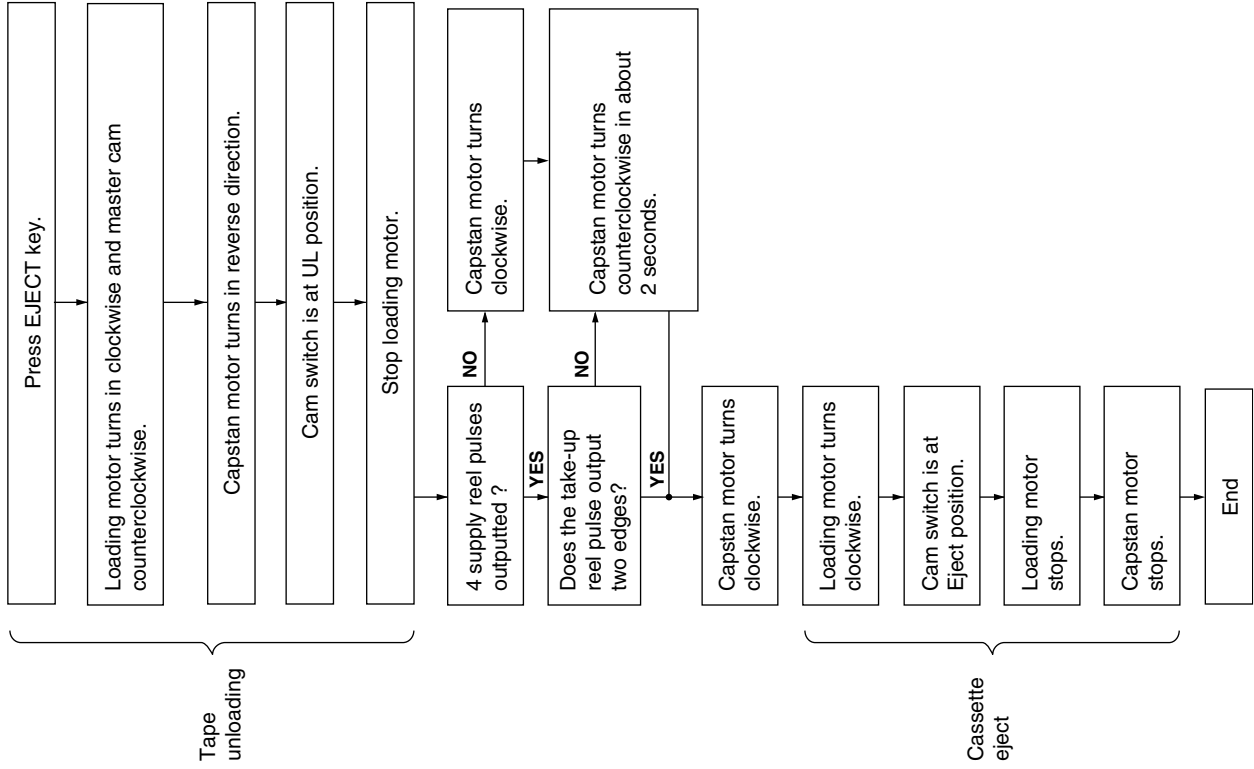 Press EJECT key.
Loading motor turns in clockwise and master cam
counterclockwise.
Capstan motor turns in reverse direction.
Cam switch is at UL position.
Stop loading motor.
Tape
unloading
4 supply reel pulses
outputted ?
NO
Capstan motor turns
clockwise.
YES
Does the take-up
reel pulse output
two edges?
NO
Capstan motor turns
counterclockwise in about
2 seconds.
YES
Capstan motor turns
clockwise.
Loading motor turns
clockwise.
Cam switch is at
Eject position.
Loading motor
stops.
Capstan motor
stops.
Cassette
eject
End